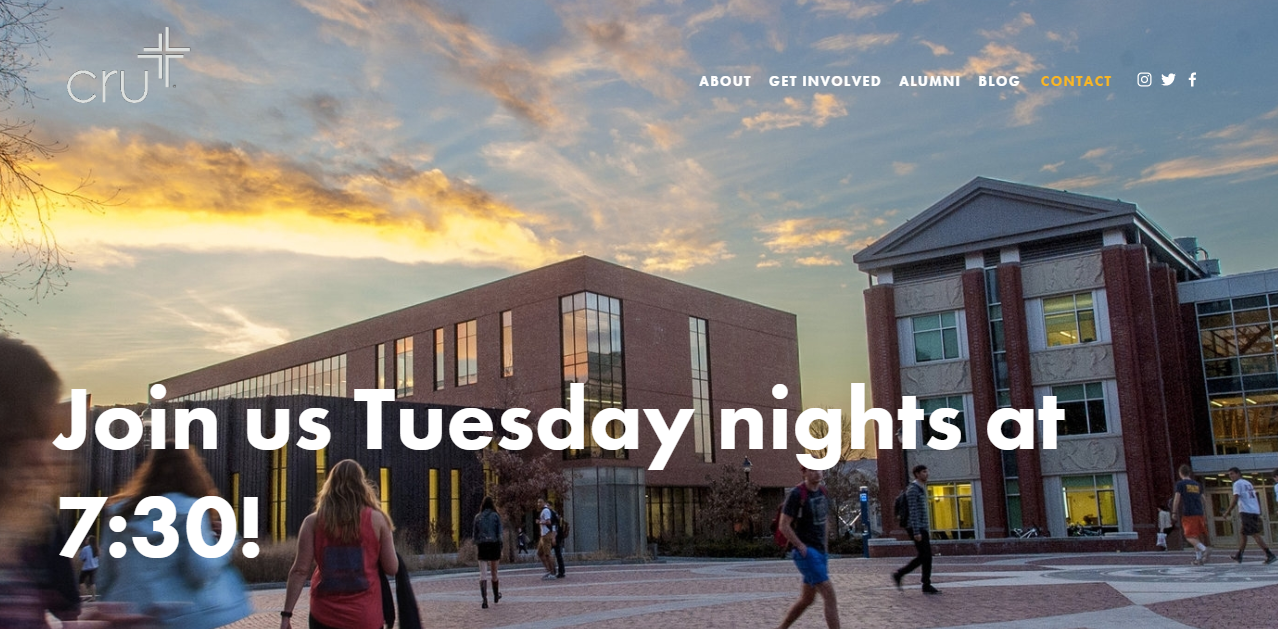 cru
ABOUT GET INVOLVED ALUMNI BLOG CONTACT
Join us Tuesday nights at
7:30!